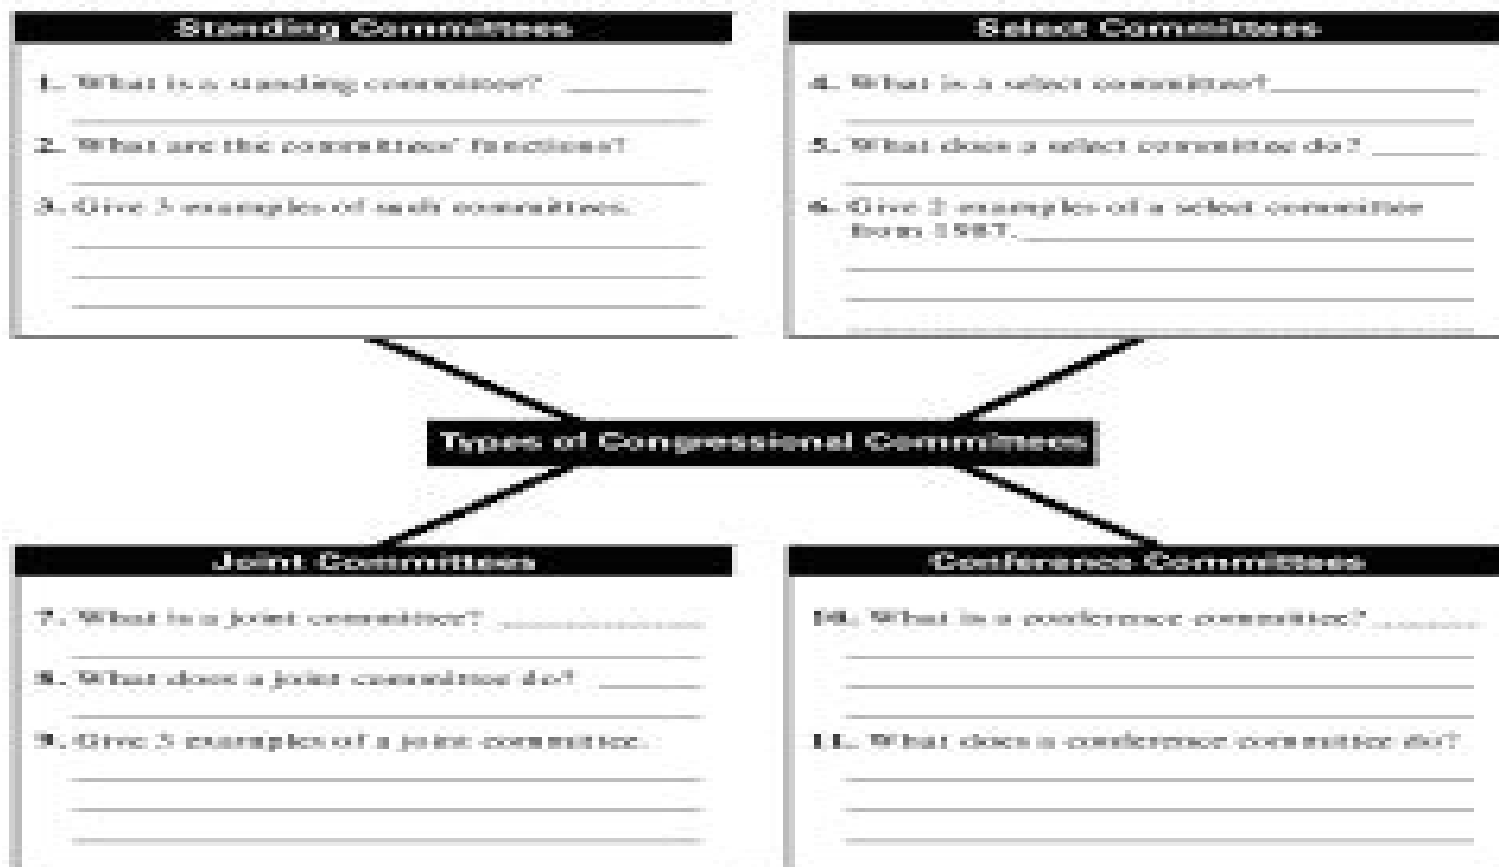 Standing Committees
1. What is a standing committee?
2. What are the committees' functions?
3. Give 3 examples of such committees.
Select Committees
4. What is a select committee?
5. What does a select committee do?
6. Give 2 examples of a select committee
from 1987.
Types of Congressional Committees
Joint Committees
7. What is a joint committee?
8. What does a joint committee do?
9. Give 3 examples of a joint committee.
Conference Committees
10. What is a conference committee?
11. What does a conference committee do?